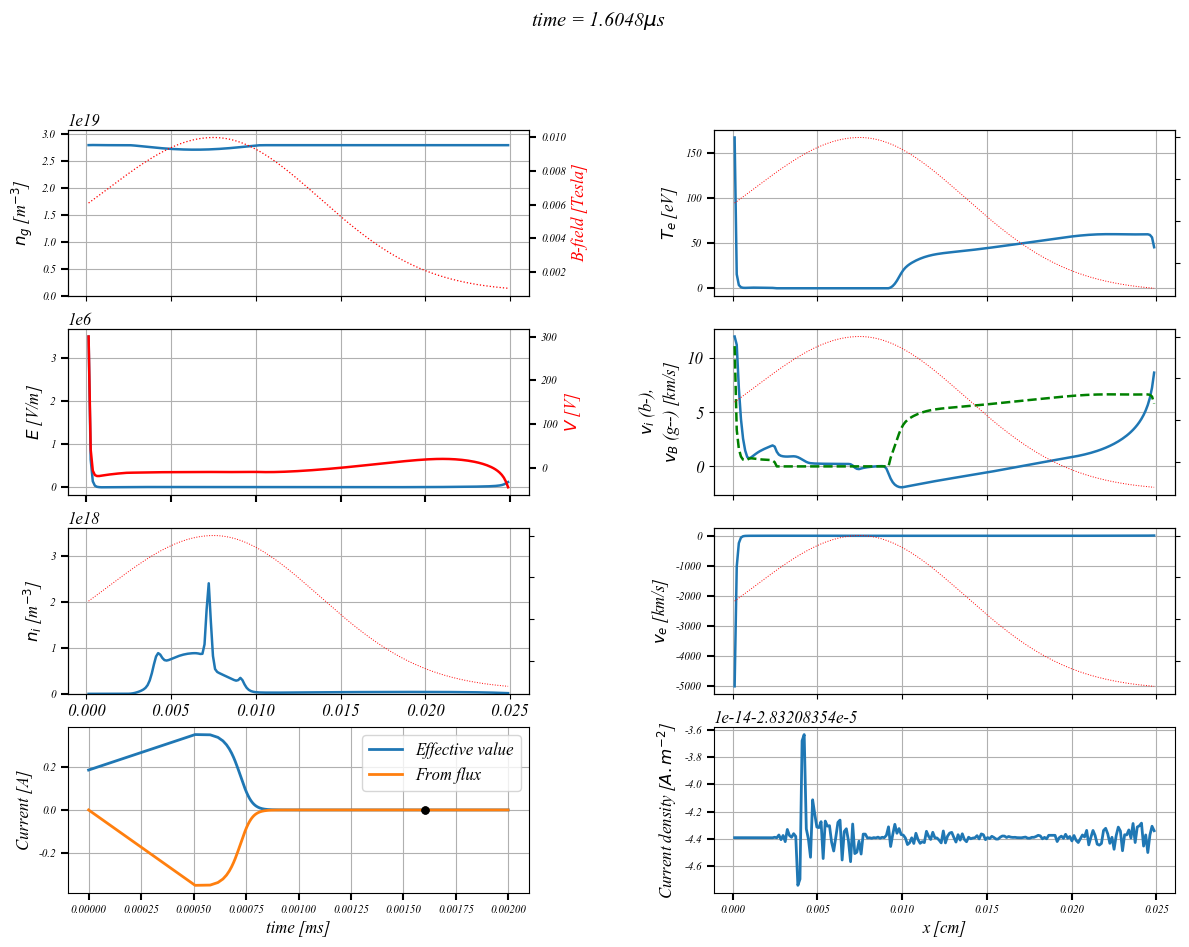 time = 1.6048μs
1e19
3.0
2.5
2.0
1.5
1.0
0.5
0.0
n_g [m⁻³]
0.010
0.008
0.006
0.004
0.002
B-field [Tesla]
150
100
50
0
T_e [eV]
1e6
3
2
1
0
E [V/m]
300
200
100
0
V [V]
10
5
0
v_i (b-),
v_B (g--) [km/s]
1e18
3
2
1
0
n_i [m⁻³]
0.000 0.005 0.010 0.015 0.020 0.025
0
-1000
-2000
-3000
-4000
-5000
v_e [km/s]
0.2
0.0
-0.2
Current [A]
Effective value
From flux
0.00000 0.00025 0.00050 0.00075 0.00100 0.00125 0.00150 0.00175 0.00200
time [ms]
1e-14-2.83208354e-5
-3.6
-3.8
-4.0
-4.2
-4.4
-4.6
Current density [A.m⁻²]
0.000 0.005 0.010 0.015 0.020 0.025
x [cm]